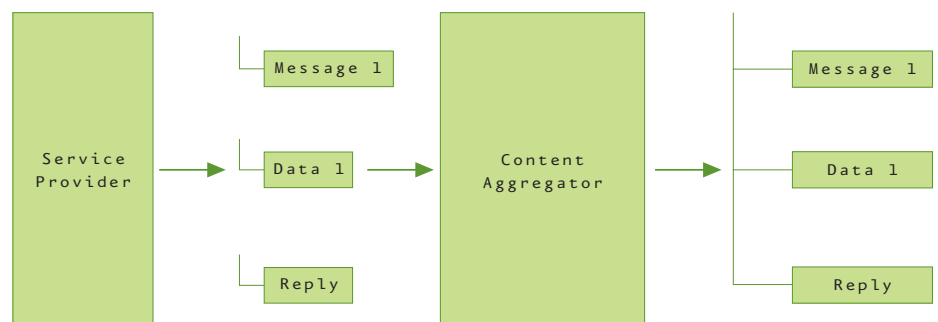 Service
Provider
Message 1
Data 1
Reply
Content
Aggregator
Message 1
Data 1
Reply